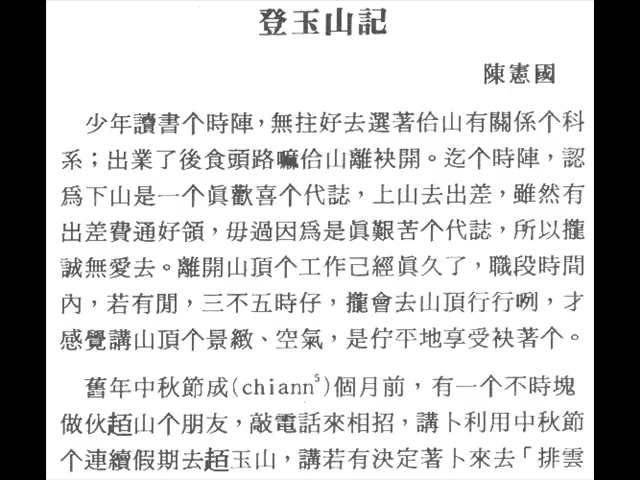 登玉山記
陳憲國
少年讀書个時陣，無拄好去選著佮山有關係个科
系；出業了後食頭路嘛佮山離袂開。迄个時陣，認
爲下山是一个眞歡喜个代誌，上山去出差，雖然有
出差費通好領，毋過因爲是眞艱苦个代誌，所以攏
誠無愛去。離開山頂个工作已經眞久了，職段時間
內，若有閒，三不五時仔，攏會去山頂行行咧，才
感覺講山頂个景緻、空氣，是佇平地享受袂著个。
舊年中秋節成(chiann⁵)個月前，有一个不時塊
做伙𬦰山个朋友，敲電話來相招，講卜利用中秋節
个連續假期去𬦰玉山，講若有決定著卜來去「排雲